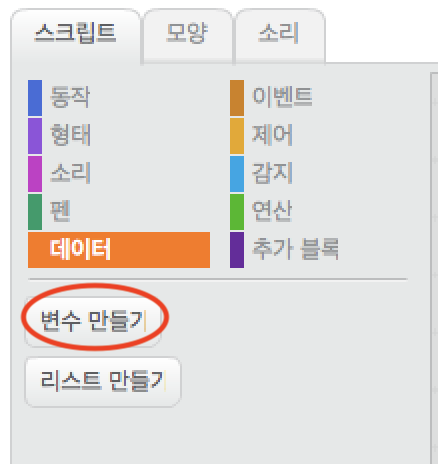 스크립트 모양 소리
동작 이벤트
형태 제어
소리 감지
펜 연산
데이터 추가 블록
변수 만들기
리스트 만들기